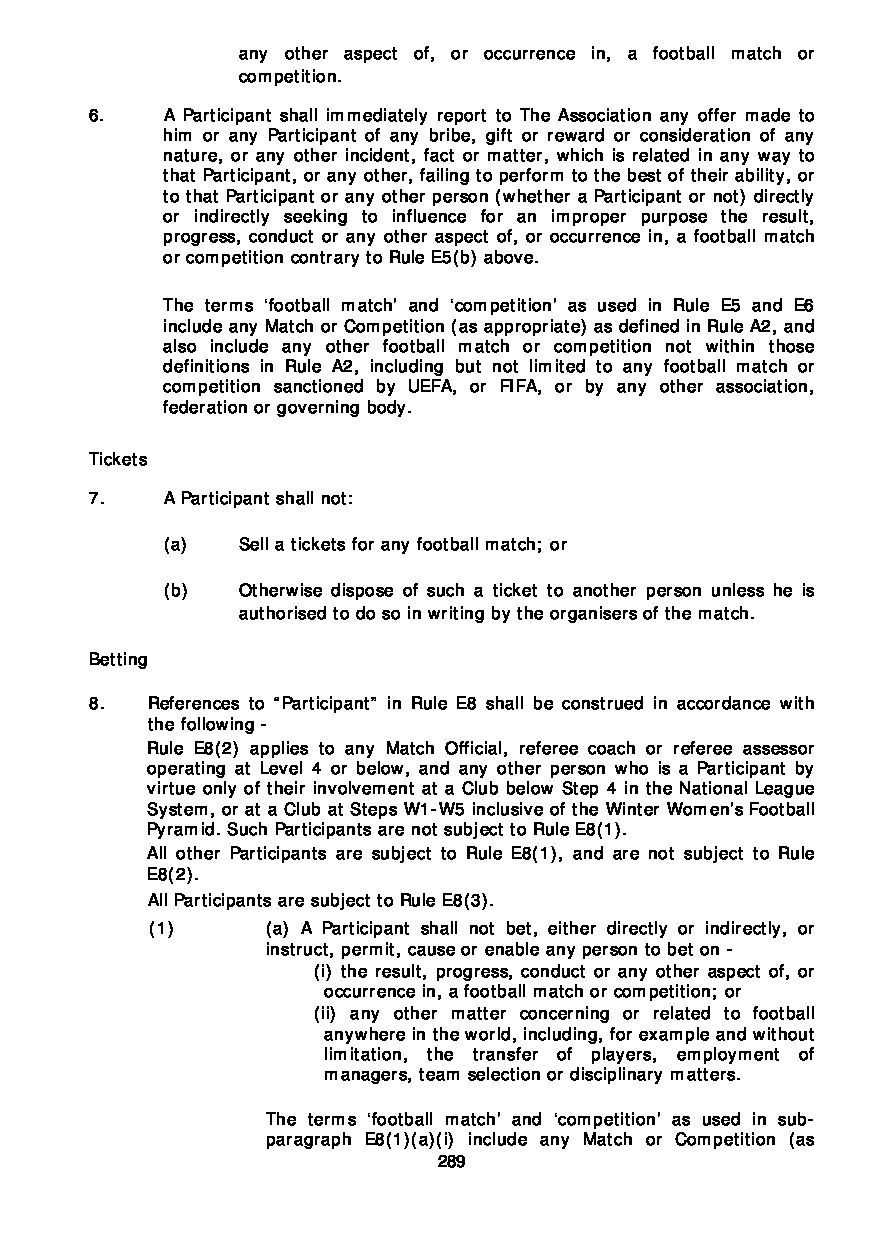 any other aspect of, or occurrence in, a football match or
competition.
6. A Participant shall immediately report to The Association any offer made to
him or any Participant of any bribe, gift or reward or consideration of any
nature, or any other incident, fact or matter, which is related in any way to
that Participant, or any other, failing to perform to the best of their ability, or
to that Participant or any other person (whether a Participant or not) directly
or indirectly seeking to influence for an improper purpose the result,
progress, conduct or any other aspect of, or occurrence in, a football match
or competition contrary to Rule E5(b) above.
The terms ‘football match’ and ‘competition’ as used in Rule E5 and E6
include any Match or Competition (as appropriate) as defined in Rule A2, and
also include any other football match or competition not within those
definitions in Rule A2, including but not limited to any football match or
competition sanctioned by UEFA, or FIFA, or by any other association,
federation or governing body.
Tickets
7. A Participant shall not:
(a) Sell a tickets for any football match; or
(b) Otherwise dispose of such a ticket to another person unless he is
authorised to do so in writing by the organisers of the match.
Betting
8. References to “Participant” in Rule E8 shall be construed in accordance with
the following -
Rule E8(2) applies to any Match Official, referee coach or referee assessor
operating at Level 4 or below, and any other person who is a Participant by
virtue only of their involvement at a Club below Step 4 in the National League
System, or at a Club at Steps W1-W5 inclusive of the Winter Women's Football
Pyramid. Such Participants are not subject to Rule E8(1).
All other Participants are subject to Rule E8(1), and are not subject to Rule
E8(2).
All Participants are subject to Rule E8(3).
(1) (a) A Participant shall not bet, either directly or indirectly, or
instruct, permit, cause or enable any person to bet on -
(i) the result, progress, conduct or any other aspect of, or
occurrence in, a football match or competition; or
(ii) any other matter concerning or related to football
anywhere in the world, including, for example and without
limitation, the transfer of players, employment of
managers, team selection or disciplinary matters.
The terms ‘football match’ and ‘competition’ as used in sub-
paragraph E8(1)(a)(i) include any Match or Competition (as
289